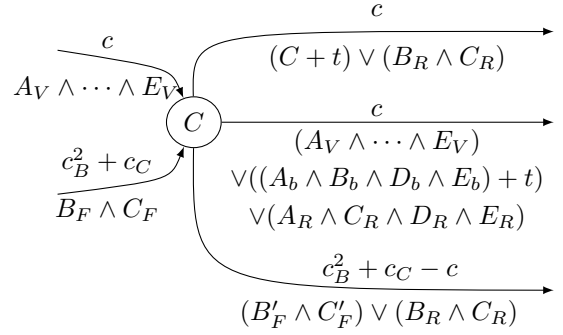 c
(C + t) ∨ (B_R ∧ C_R)
c
A_V ∧ ⋯ ∧ E_V
C
c
(A_V ∧ ⋯ ∧ E_V)
∨((A_b ∧ B_b ∧ D_b ∧ E_b) + t)
∨(A_R ∧ C_R ∧ D_R ∧ E_R)
c_B^2 + c_C
B_F ∧ C_F
c_B^2 + c_C − c
(B′_F ∧ C′_F) ∨ (B_R ∧ C_R)